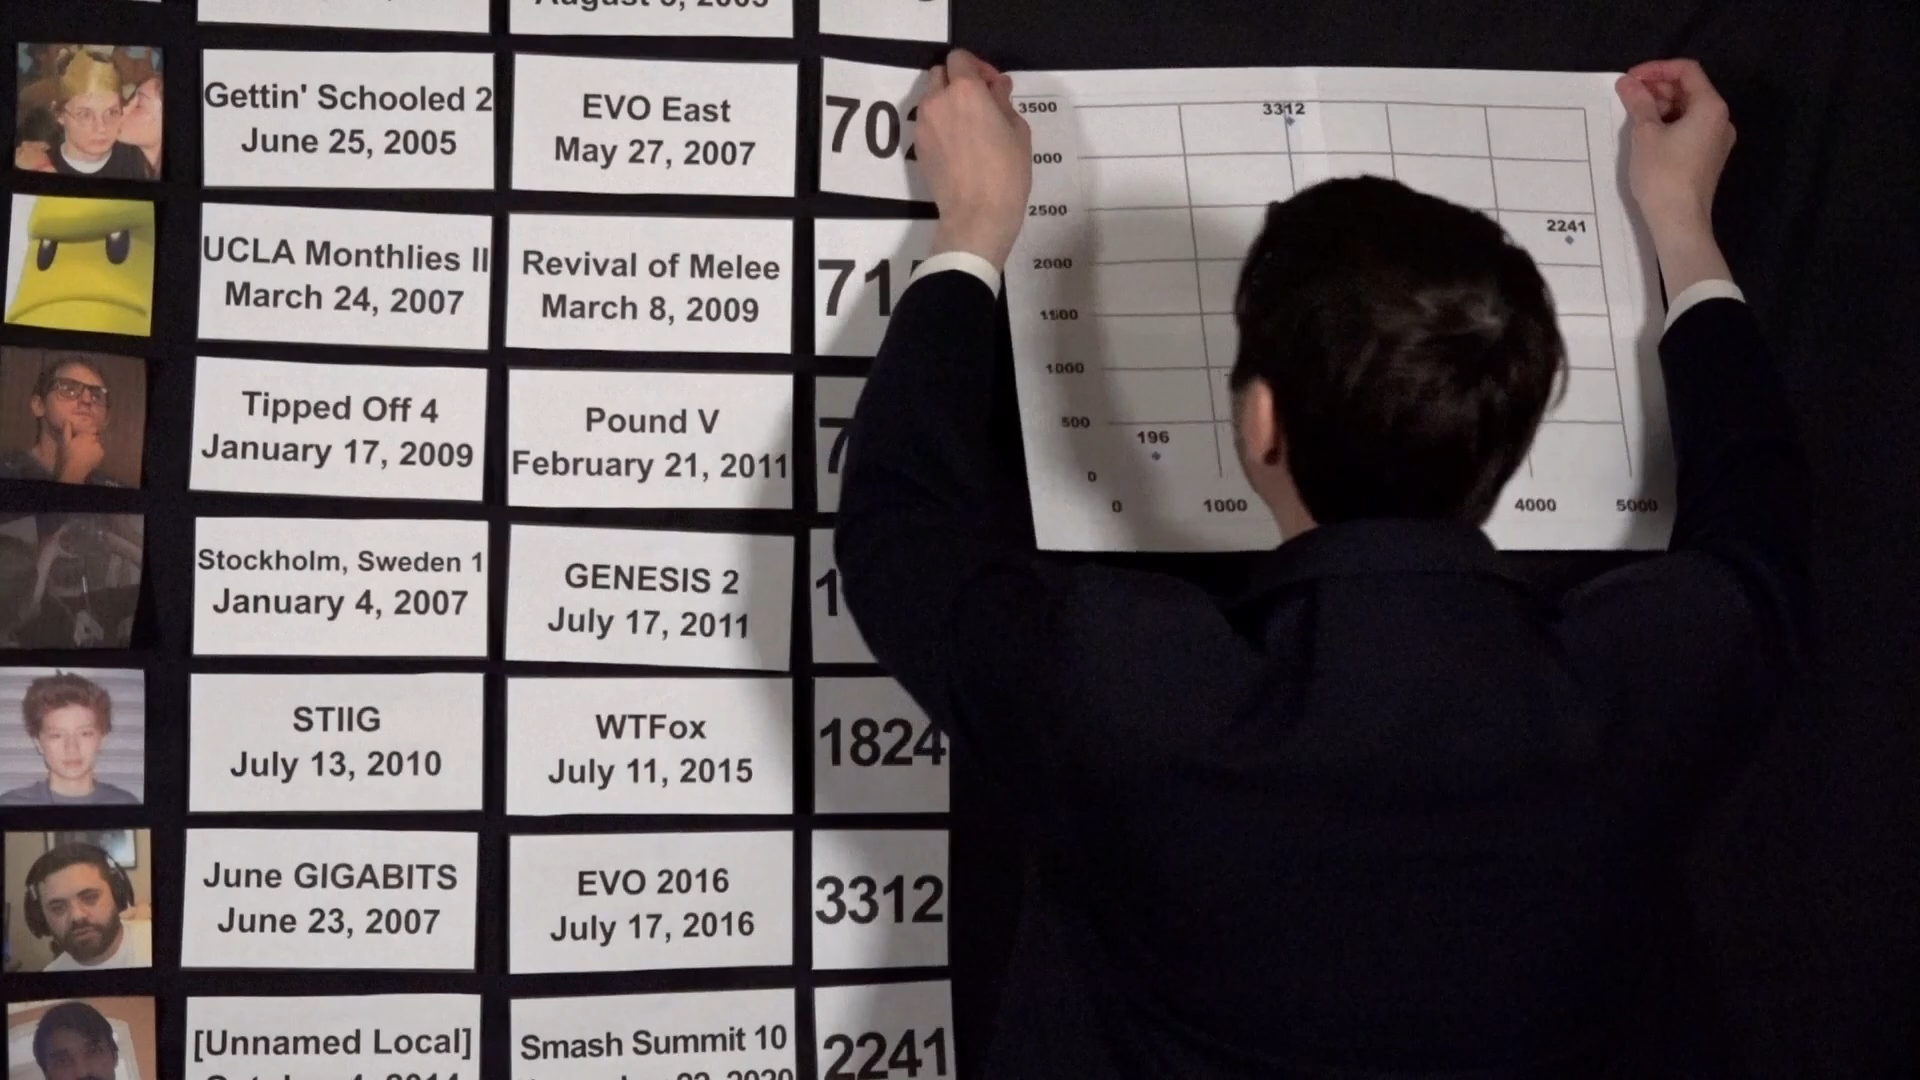 Gettin' Schooled 2
June 25, 2005
EVO East
May 27, 2007
UCLA Monthlies II
March 24, 2007
Revival of Melee
March 8, 2009
Tipped Off 4
January 17, 2009
Pound V
February 21, 2011
Stockholm, Sweden 1
January 4, 2007
GENESIS 2
July 17, 2011
STIIG
July 13, 2010
WTFox
July 11, 2015
1824
June GIGABITS
June 23, 2007
EVO 2016
July 17, 2016
3312
[Unnamed Local]
Smash Summit 10
2241
3500
3312
2500
2241
2000
1500
1000
500
196
0
0
1000
4000
5000